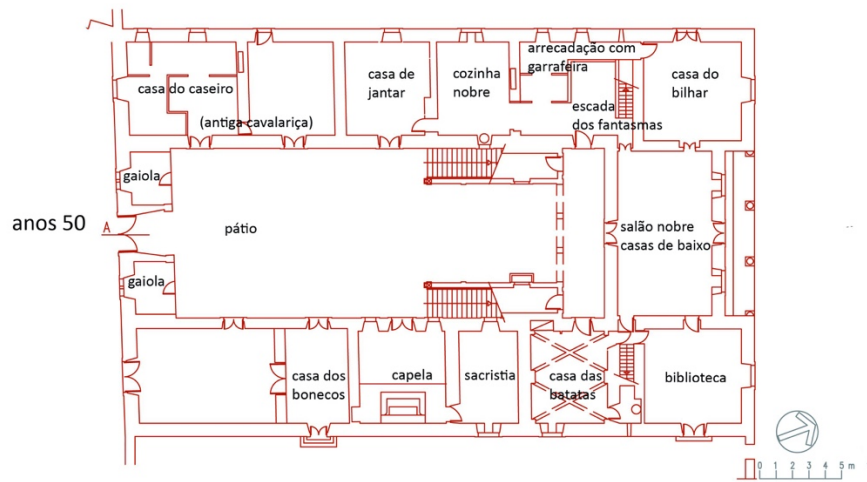 arrecadação com
garrafeira
casa do caseiro
casa de
jantar
cozinha
nobre
casa do
bilhar
(antiga cavalariça)
escada
dos fantasmas
gaiola
anos 50
A
pátio
salão nobre
casas de baixo
gaiola
casa dos
bonecos
capela
sacristia
casa das
batatas
biblioteca
0 1 2 3 4 5 m